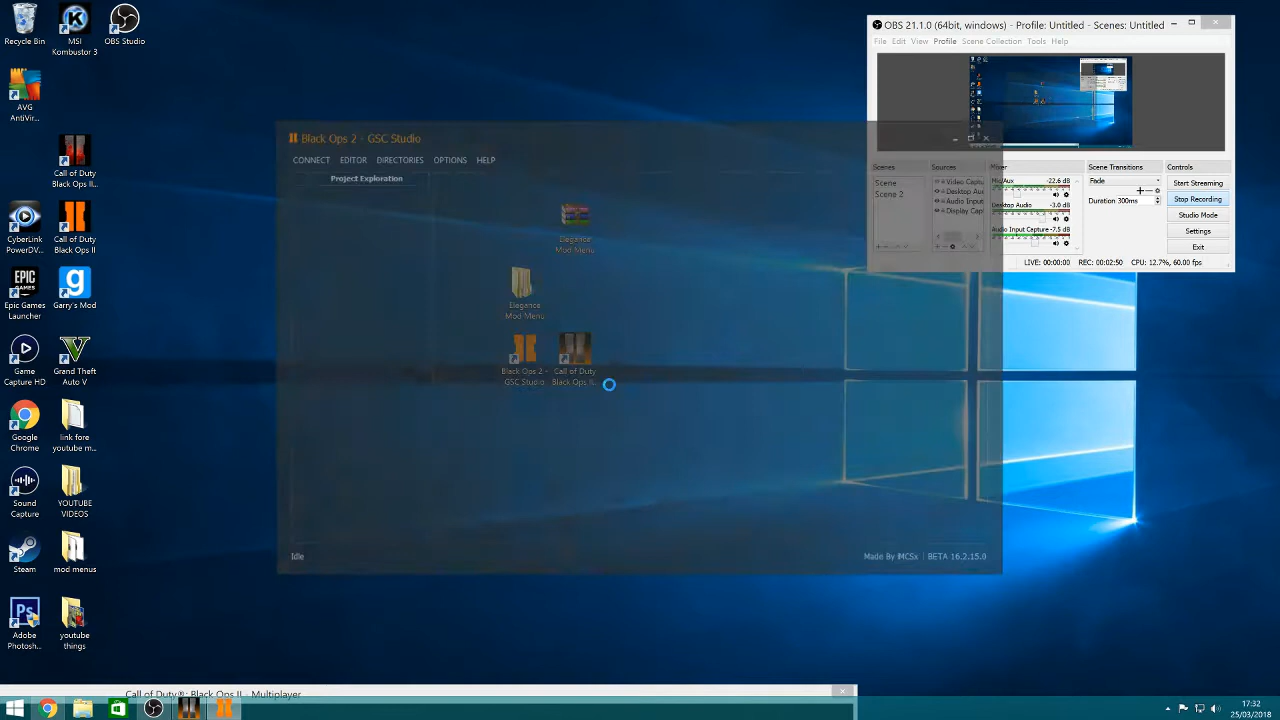 Recycle Bin
MSI
Kombustor 3
OBS Studio
AVG
AntiVir...
Call of Duty
Black Ops II...
CyberLink
PowerDV...
Call of Duty
Black Ops II
Epic Games
Launcher
Garry's Mod
Game
Capture HD
Grand Theft
Auto V
Google
Chrome
link fore
youtube m...
Sound
Capture
YOUTUBE
VIDEOS
Steam
mod menus
Adobe
Photosh...
youtube
things
Black Ops 2 - GSC Studio
CONNECT EDITOR DIRECTORIES OPTIONS HELP
Project Exploration
Elegance
Mod Menu
Elegance
Mod Menu
Black Ops 2 -
GSC Studio
Call of Duty
Black Ops II...
Idle
Made By iMCSx
BETA 16.2.15.0
OBS 21.1.0 (64bit, windows) - Profile: Untitled - Scenes: Untitled
File Edit View Profile Scene Collection Tools Help
Scenes
Scene
Scene 2
Sources
Video Captu
Desktop Au
Audio Input
Display Cap
Mixer
Mic/Aux -22.6 dB
Desktop Audio -3.0 dB
Audio Input Capture -7.5 dB
Scene Transitions
Fade
Duration 300ms
Controls
Start Streaming
Stop Recording
Studio Mode
Settings
Exit
LIVE: 00:00:00 REC: 00:02:50 CPU: 12.7%, 60.00 fps
Call of Duty®: Black Ops II - Multiplayer
17:32
25/03/2018